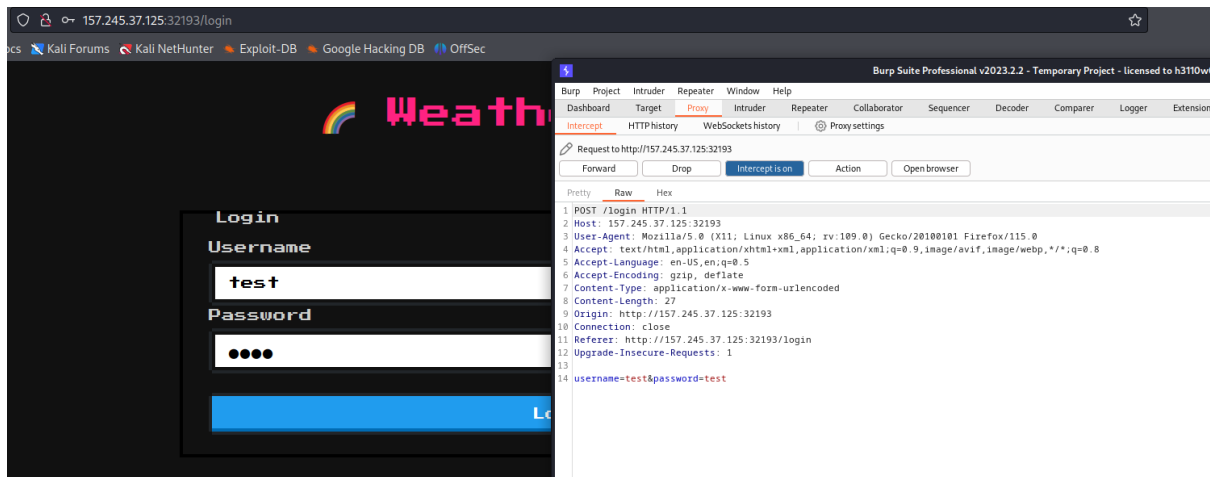 157.245.37.125:32193/login
ocs Kali Forums Kali NetHunter Exploit-DB Google Hacking DB OffSec
Weath
Login
Username
test
Password
Lo
Burp Suite Professional v2023.2.2 - Temporary Project - licensed to h3110w
Burp Project Intruder Repeater Window Help
Dashboard Target Proxy Intruder Repeater Collaborator Sequencer Decoder Comparer Logger Extension
Intercept HTTP history WebSockets history Proxy settings
Request to http://157.245.37.125:32193
Forward Drop Intercept is on Action Open browser
Pretty Raw Hex
1 POST /login HTTP/1.1
2 Host: 157.245.37.125:32193
3 User-Agent: Mozilla/5.0 (X11; Linux x86_64; rv:109.0) Gecko/20100101 Firefox/115.0
4 Accept: text/html,application/xhtml+xml,application/xml;q=0.9,image/avif,image/webp,*/*;q=0.8
5 Accept-Language: en-US,en;q=0.5
6 Accept-Encoding: gzip, deflate
7 Content-Type: application/x-www-form-urlencoded
8 Content-Length: 27
9 Origin: http://157.245.37.125:32193
10 Connection: close
11 Referer: http://157.245.37.125:32193/login
12 Upgrade-Insecure-Requests: 1
13
14 username=test&password=test